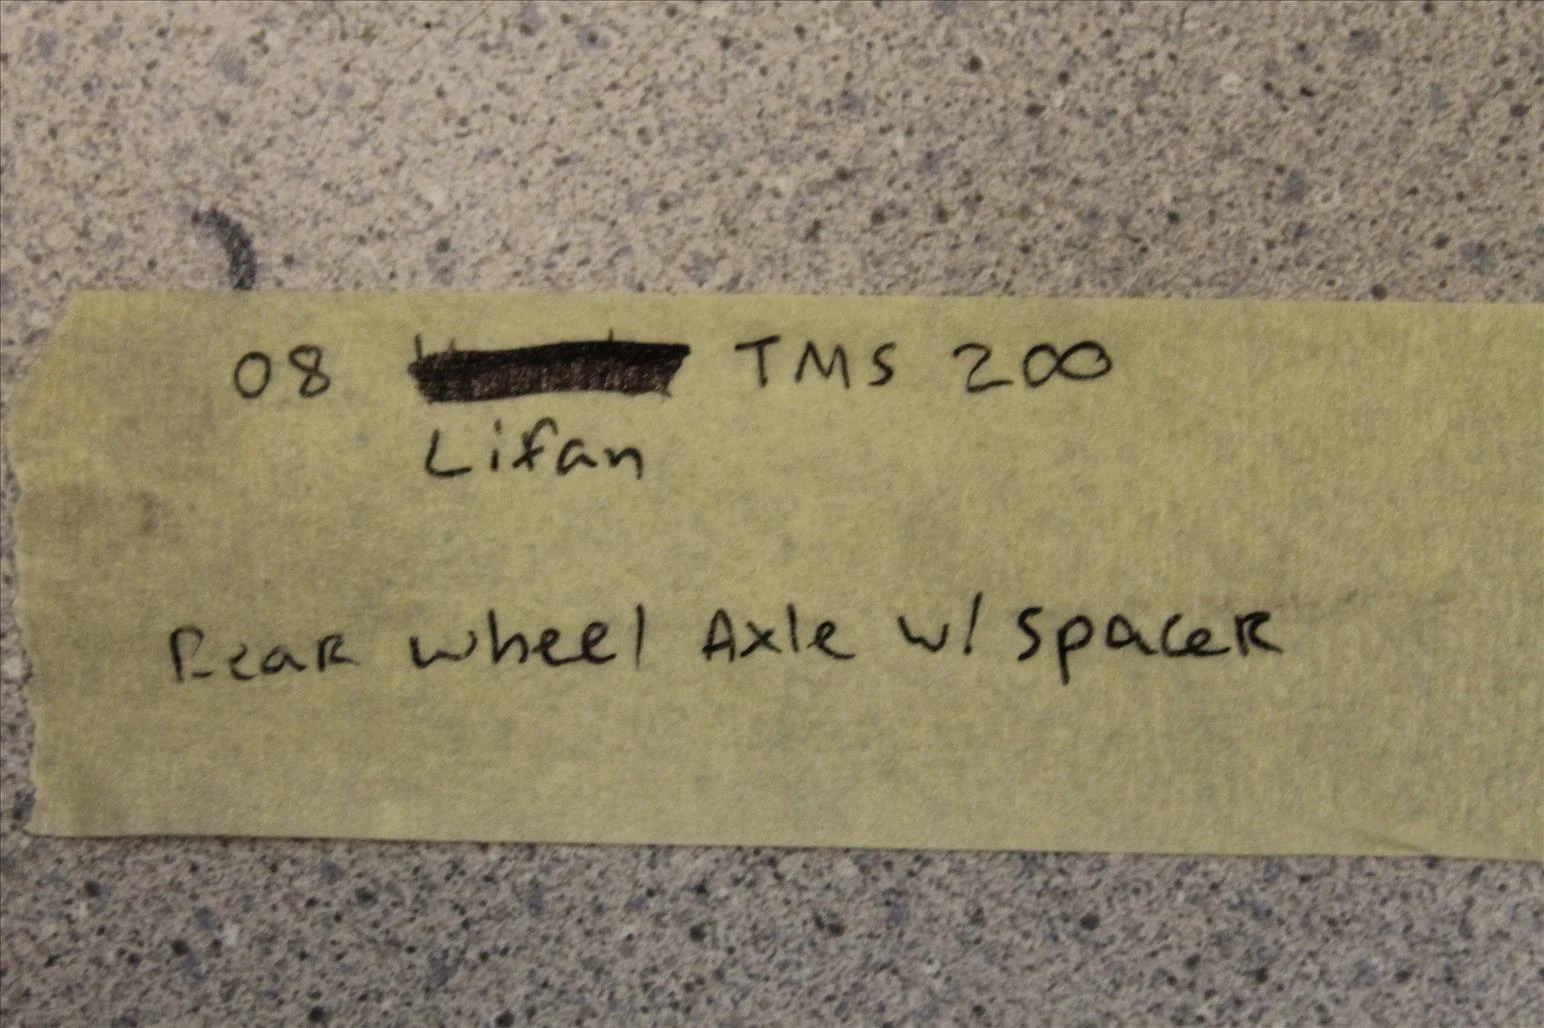 08 TMS 200
Lifan
Rear wheel Axle w/ spacer